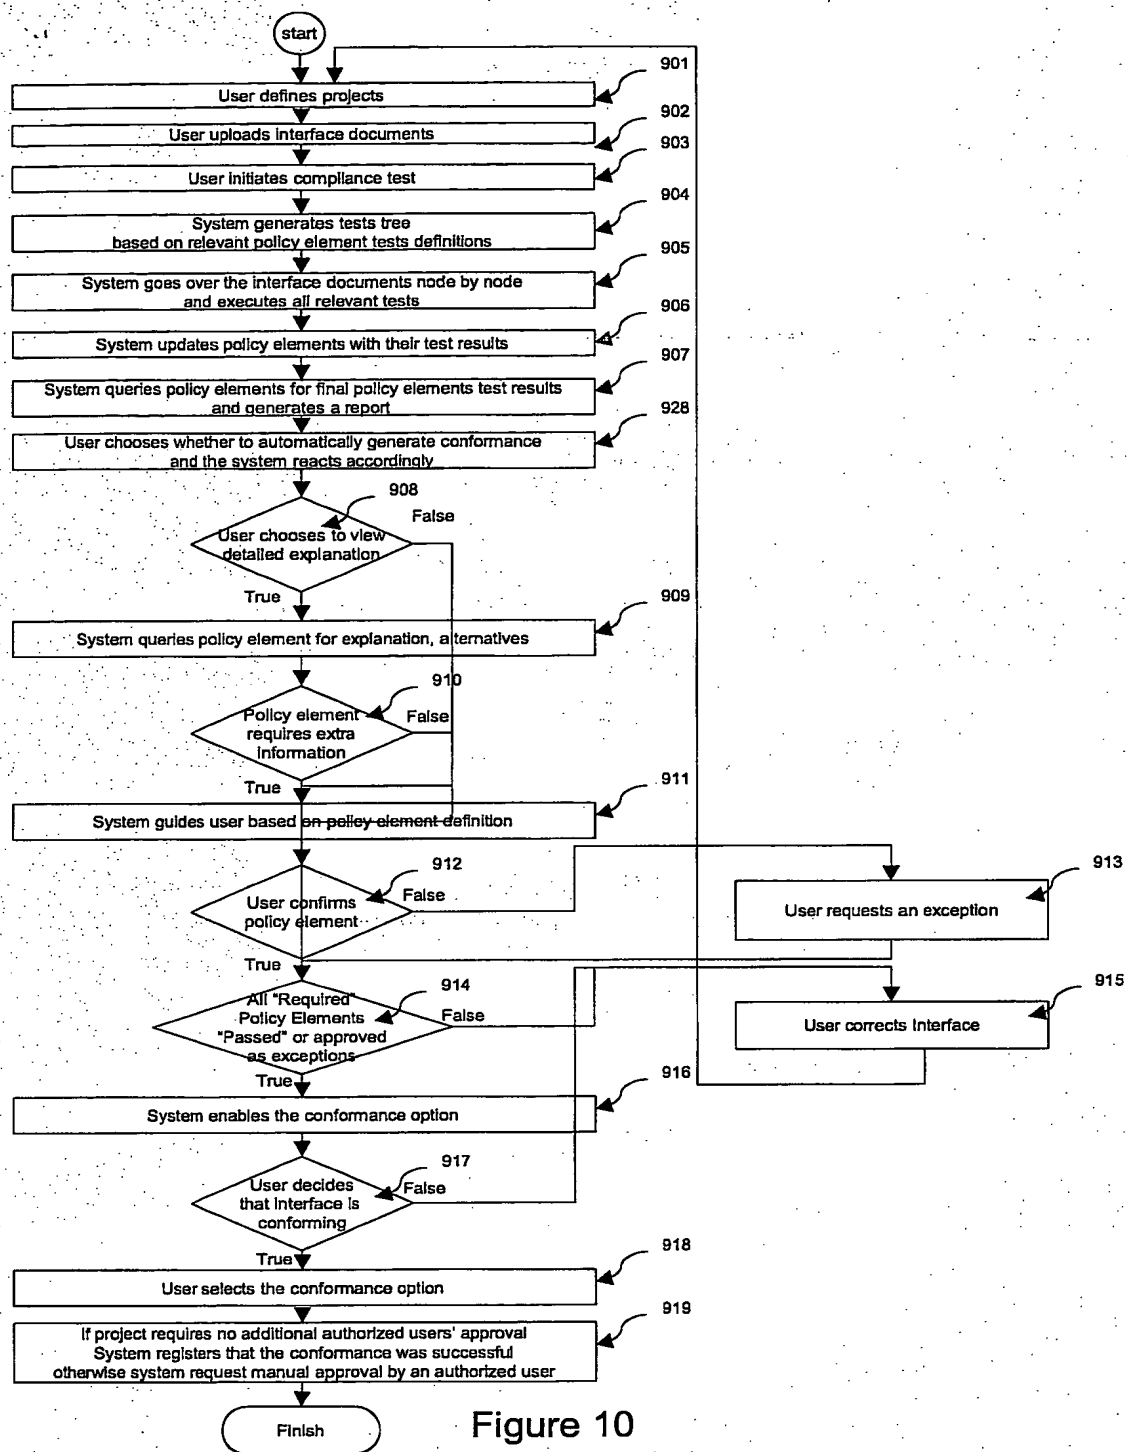 start
901
User defines projects
902
User uploads interface documents
903
User initiates compliance test
904
System generates tests tree
based on relevant policy element tests definitions
905
System goes over the interface documents node by node
and executes all relevant tests
906
System updates policy elements with their test results
907
System queries policy elements for final policy elements test results
and generates a report
928
User chooses whether to automatically generate conformance
and the system reacts accordingly
908
False
User chooses to view
detailed explanation
True
909
System queries policy element for explanation, alternatives
910
Policy element
requires extra
information
False
True
911
System guides user based on policy element definition
912
False
User confirms
policy element
913
User requests an exception
True
914
All "Required"
Policy Elements
"Passed" or approved
as exceptions
False
915
User corrects Interface
True
916
System enables the conformance option
917
User decides
that interface is
conforming
False
True
918
User selects the conformance option
919
If project requires no additional authorized users' approval
System registers that the conformance was successful
otherwise system request manual approval by an authorized user
Finish
Figure 10